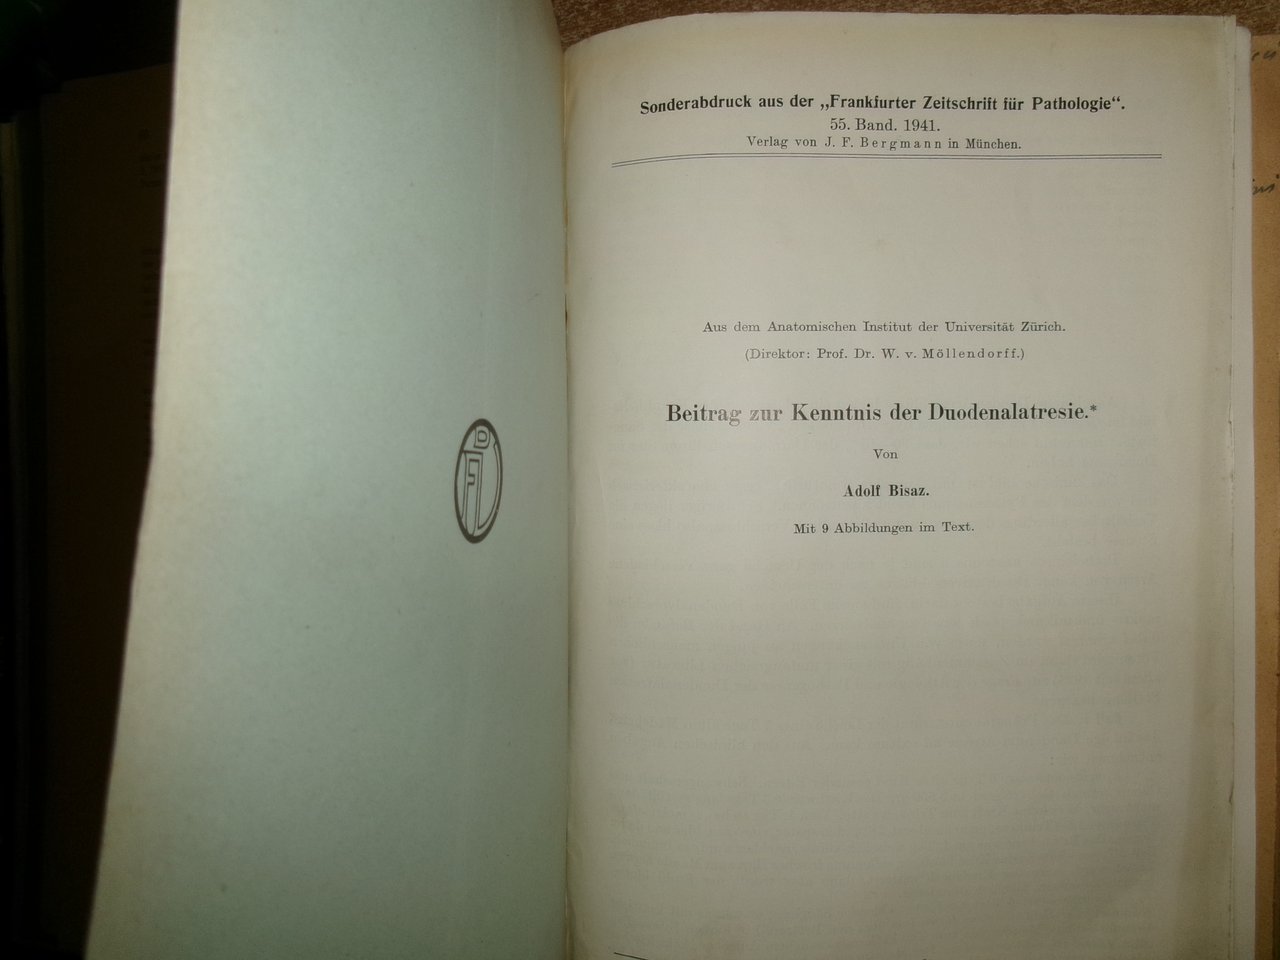 Sonderabdruck aus der „Frankfurter Zeitschrift für Pathologie“.
55. Band. 1941.
Verlag von J. F. Bergmann in München.
Aus dem Anatomischen Institut der Universität Zürich.
(Direktor: Prof. Dr. W. v. Möllendorff.)
Beitrag zur Kenntnis der Duodenalatresie.*
Von
Adolf Bisaz.
Mit 9 Abbildungen im Text.